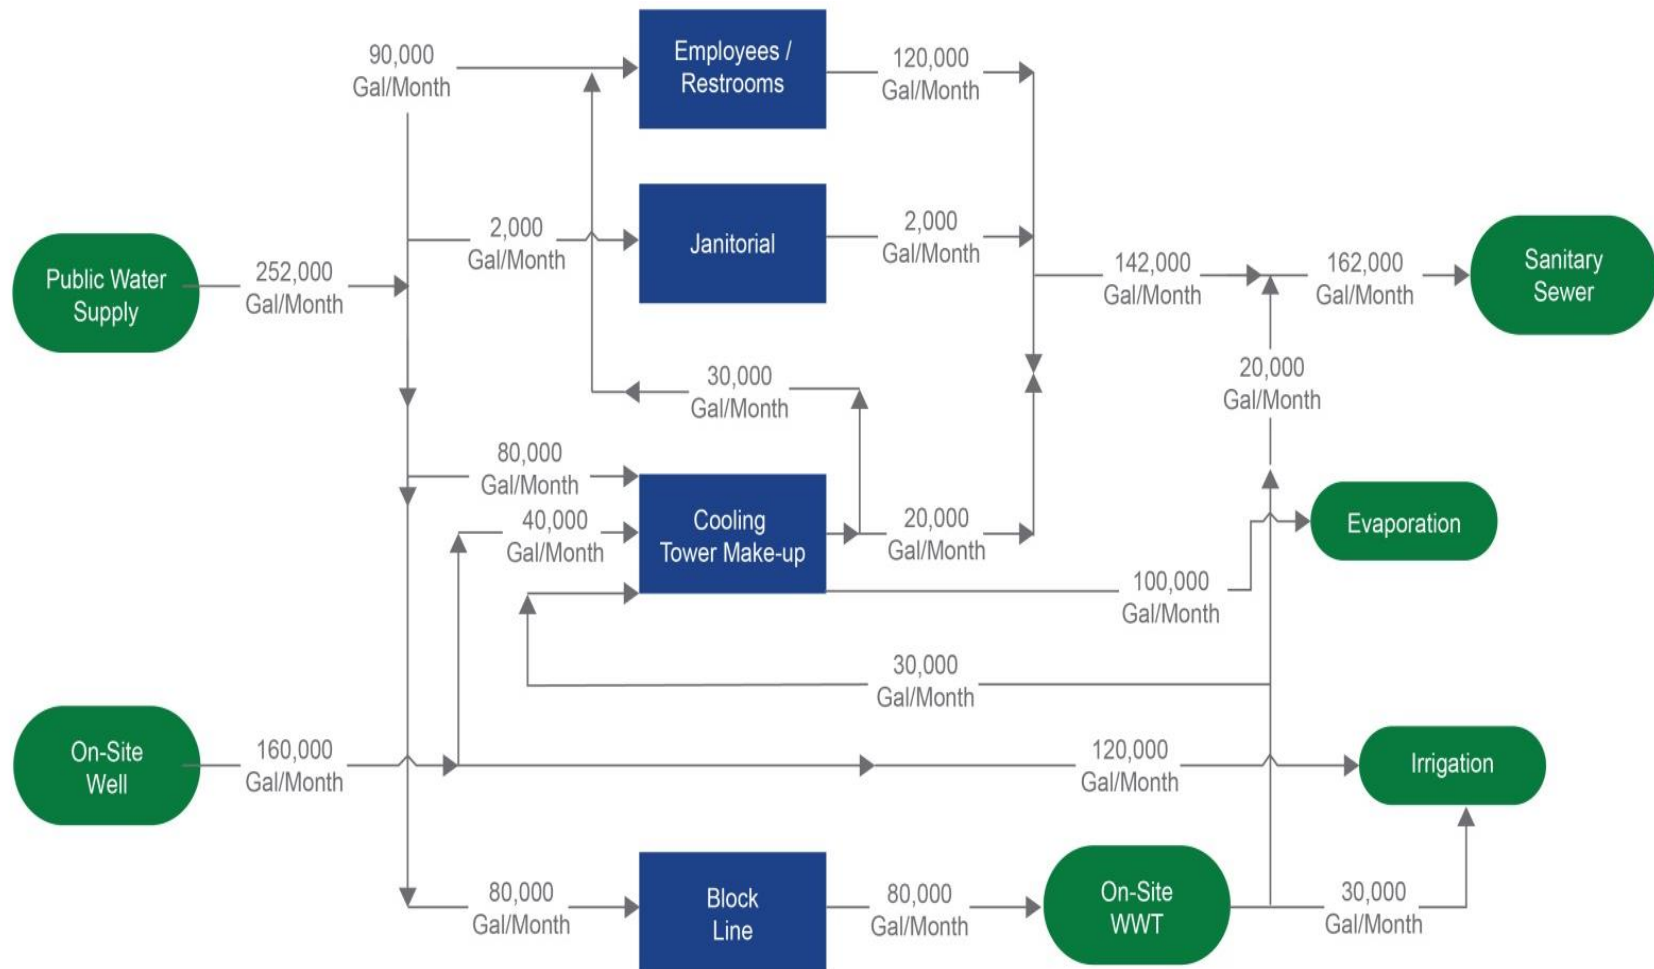 90,000
Gal/Month
Employees /
Restrooms
120,000
Gal/Month
2,000
Gal/Month
Janitorial
2,000
Gal/Month
Public Water
Supply
252,000
Gal/Month
142,000
Gal/Month
162,000
Gal/Month
Sanitary
Sewer
30,000
Gal/Month
20,000
Gal/Month
80,000
Gal/Month
40,000
Gal/Month
Cooling
Tower Make-up
20,000
Gal/Month
Evaporation
100,000
Gal/Month
30,000
Gal/Month
On-Site
Well
160,000
Gal/Month
120,000
Gal/Month
Irrigation
80,000
Gal/Month
Block
Line
80,000
Gal/Month
On-Site
WWT
30,000
Gal/Month